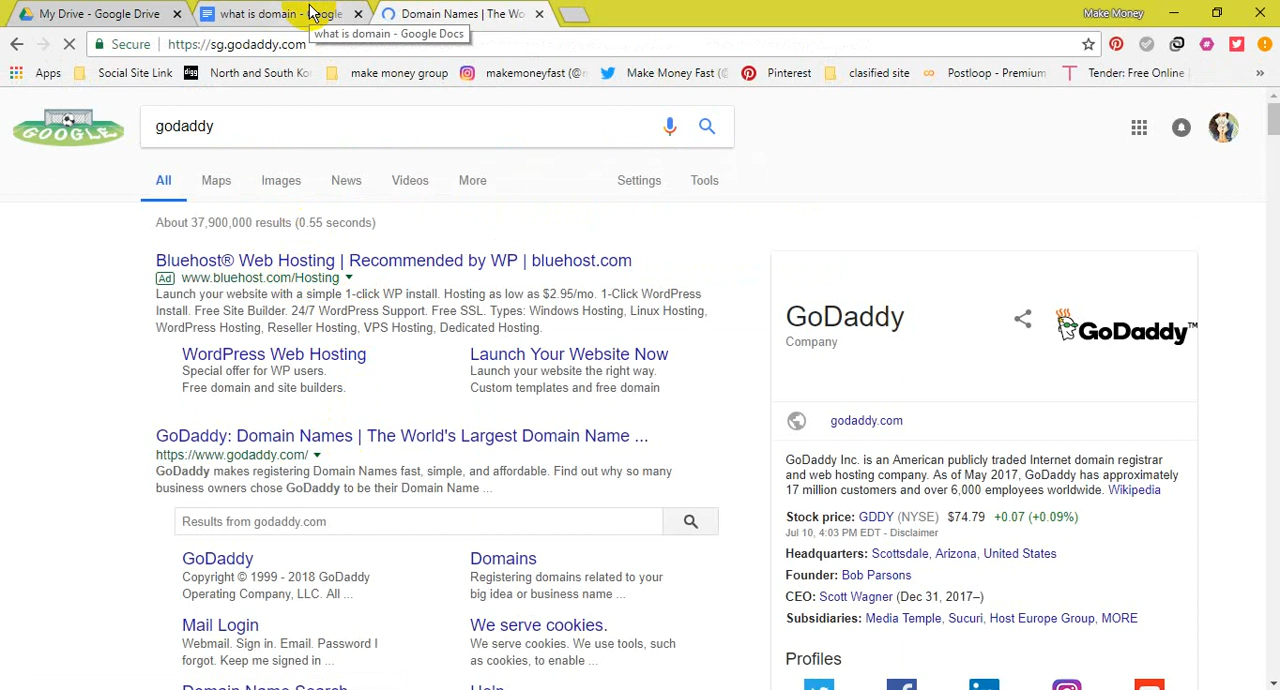 My Drive - Google Drive
what is domain - Google
Domain Names | The Wo
Make Money
what is domain - Google Docs
Secure
https://sg.godaddy.com
Apps
Social Site Link
digg
North and South Ko
make money group
makemoneyfast (@
Make Money Fast (@
Pinterest
clasified site
Postloop - Premium
Tender: Free Online
»
GOOGLE
godaddy
All
Maps
Images
News
Videos
More
Settings
Tools
About 37,900,000 results (0.55 seconds)
Bluehost® Web Hosting | Recommended by WP | bluehost.com
Ad www.bluehost.com/Hosting
Launch your website with a simple 1-click WP install. Hosting as low as $2.95/mo. 1-Click WordPress
Install. Free Site Builder. 24/7 WordPress Support. Free SSL. Types: Windows Hosting, Linux Hosting,
WordPress Hosting, Reseller Hosting, VPS Hosting, Dedicated Hosting.
WordPress Web Hosting
Special offer for WP users.
Free domain and site builders.
Launch Your Website Now
Launch your website the right way.
Custom templates and free domain
GoDaddy: Domain Names | The World's Largest Domain Name ...
https://www.godaddy.com/
GoDaddy makes registering Domain Names fast, simple, and affordable. Find out why so many
business owners chose GoDaddy to be their Domain Name ...
Results from godaddy.com
GoDaddy
Copyright © 1999 - 2018 GoDaddy
Operating Company, LLC. All ...
Domains
Registering domains related to your
big idea or business name ...
Mail Login
Webmail. Sign in. Email. Password I
forgot. Keep me signed in ...
We serve cookies.
We serve cookies. We use tools, such
as cookies, to enable ...
Domain Name Search
Help
GoDaddy
Company
GoDaddy™
godaddy.com
GoDaddy Inc. is an American publicly traded Internet domain registrar
and web hosting company. As of May 2017, GoDaddy has approximately
17 million customers and over 6,000 employees worldwide. Wikipedia
Stock price: GDDY (NYSE) $74.79 +0.07 (+0.09%)
Jul 10, 4:03 PM EDT - Disclaimer
Headquarters: Scottsdale, Arizona, United States
Founder: Bob Parsons
CEO: Scott Wagner (Dec 31, 2017–)
Subsidiaries: Media Temple, Sucuri, Host Europe Group, MORE
Profiles